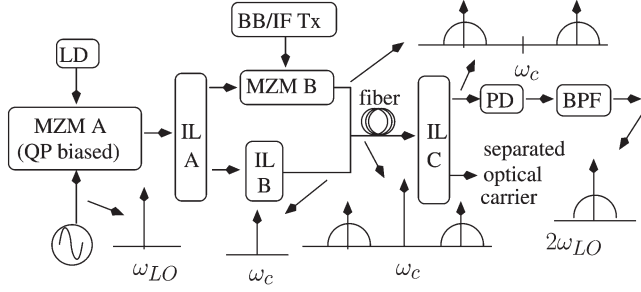 BB/IF Tx
LD
ω_c
MZM B
MZM A
(QP biased)
fiber
IL
A
IL
B
IL
C
PD
BPF
separated
optical
carrier
ω_LO
ω_c
ω_c
2ω_LO